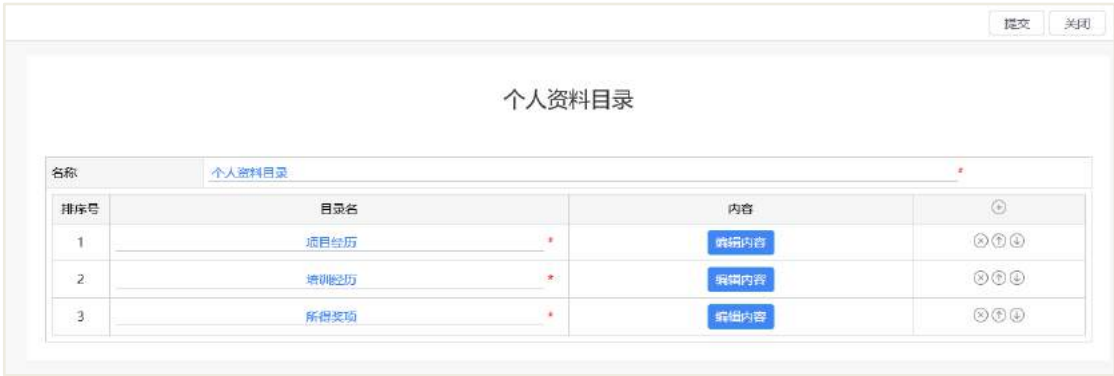 提交 关闭
个人资料目录
名称 个人资料目录 *
排序号 目录名 内容
1 项目经历 * 编辑内容
2 培训经历 * 编辑内容
3 所得奖项 * 编辑内容